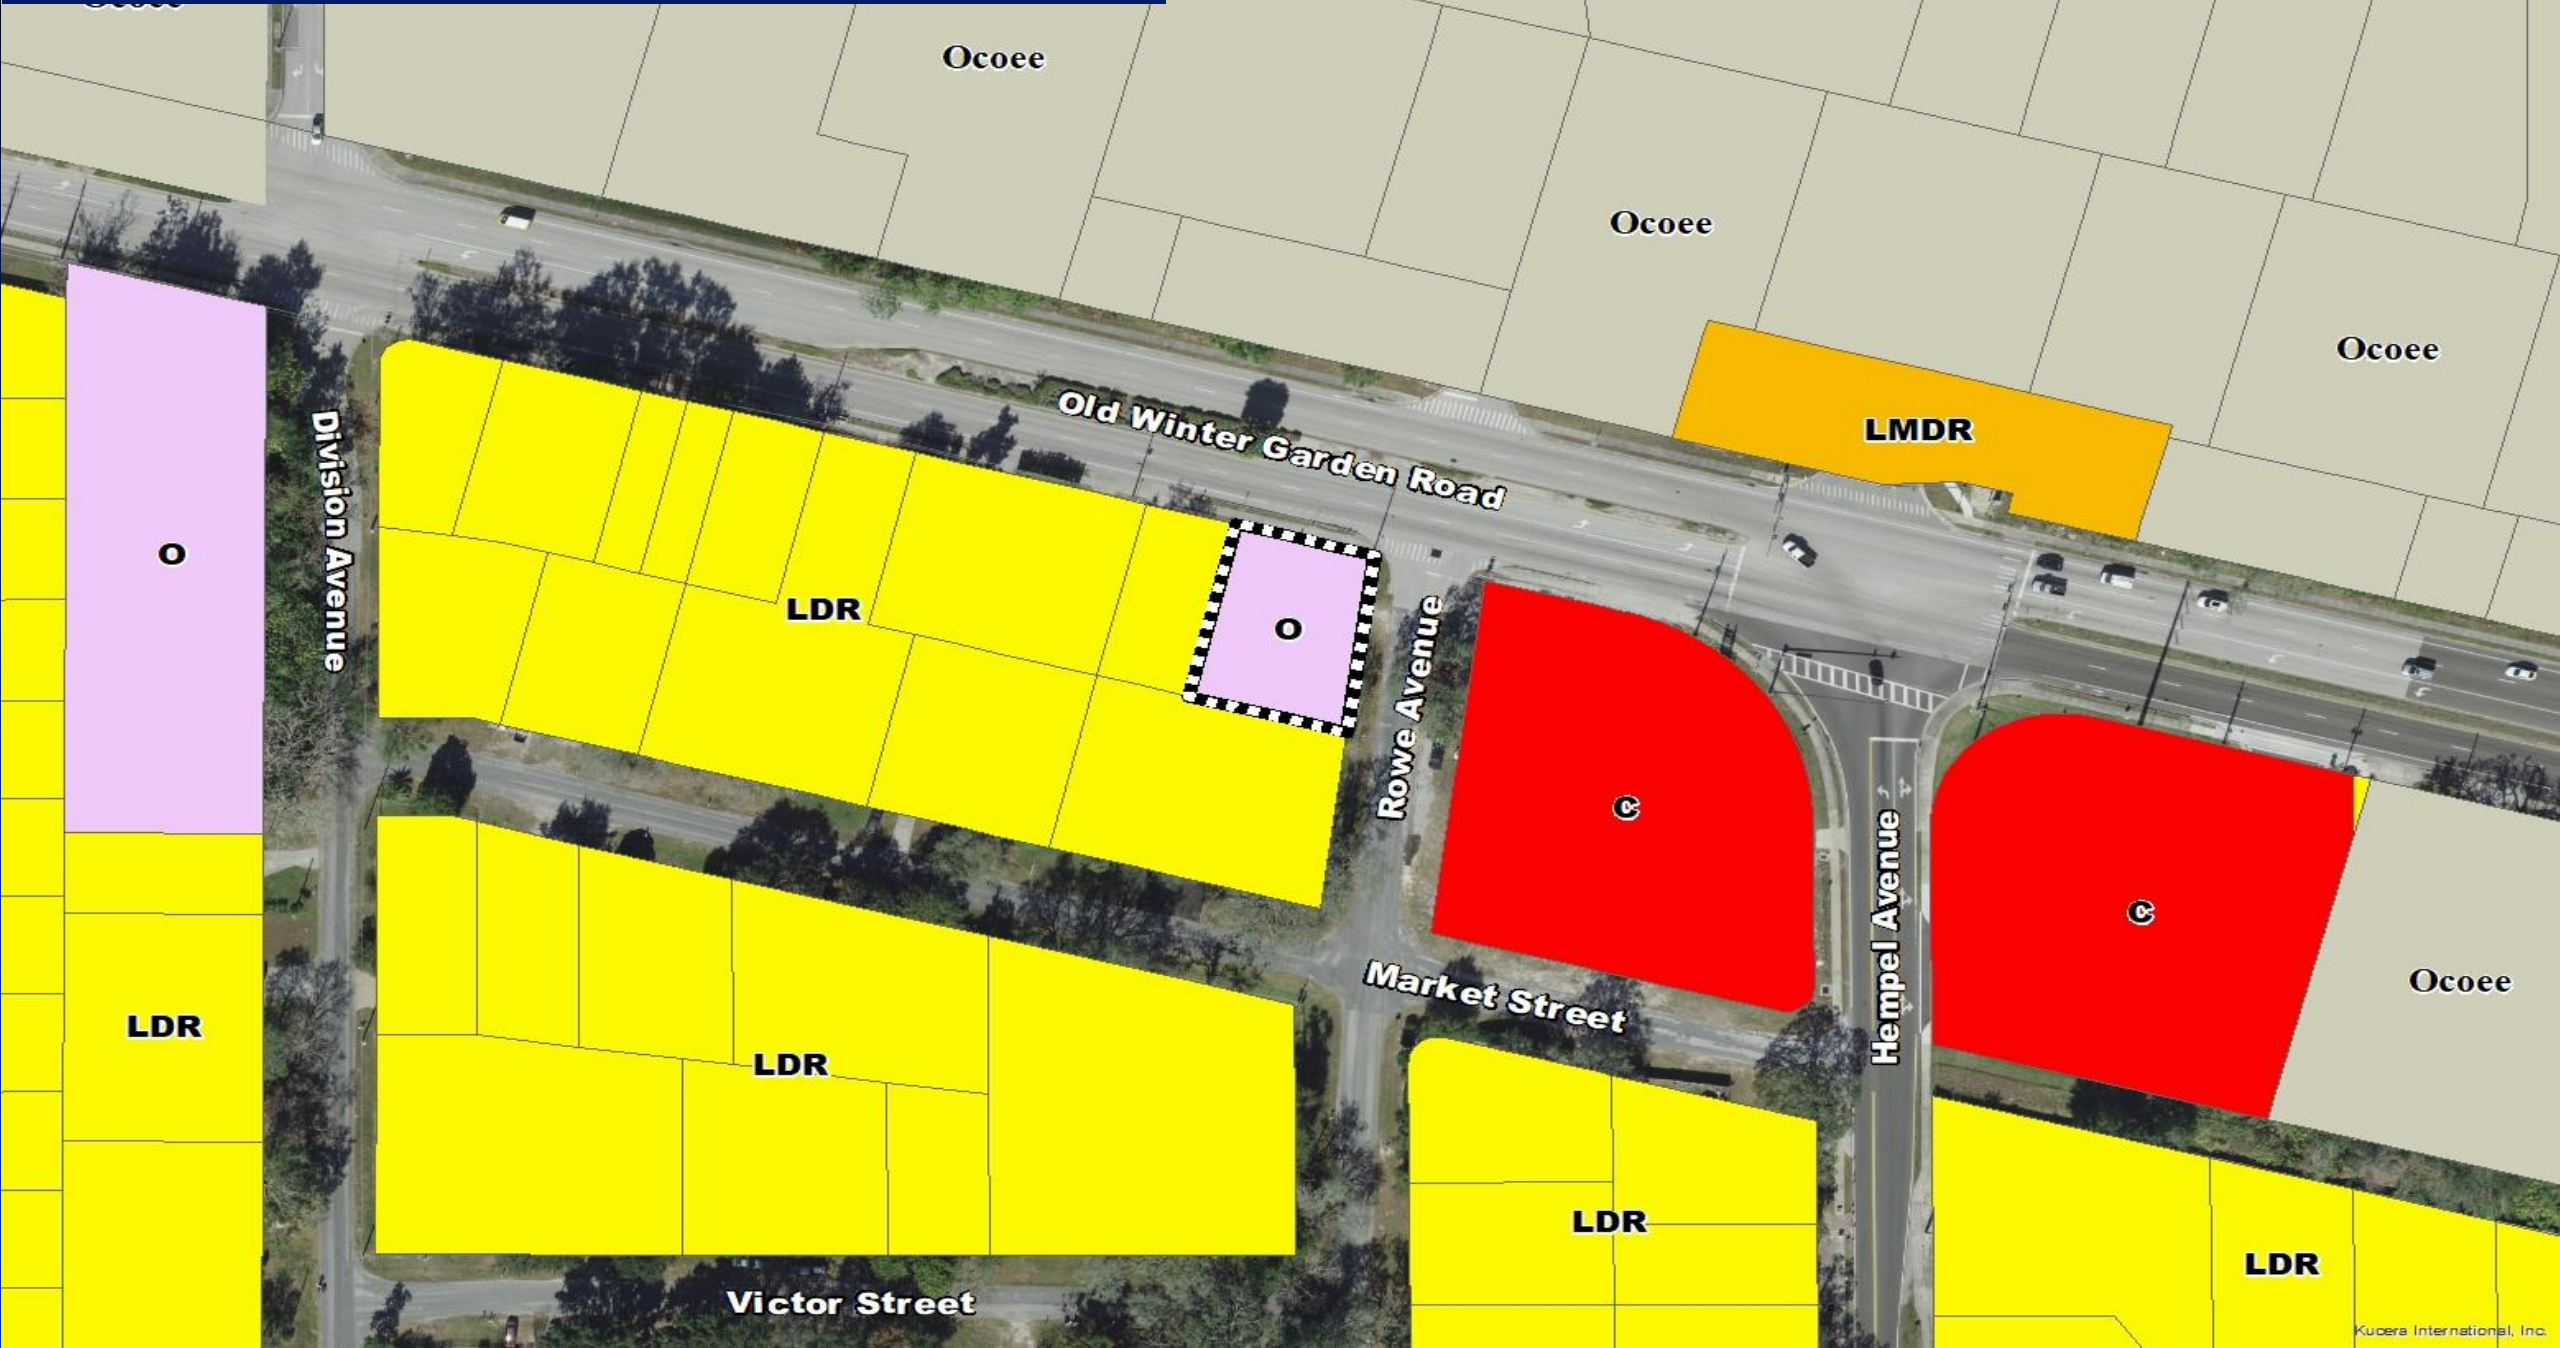 Ocoee
Ocoee
Ocoee
Ocoee
Old Winter Garden Road
LMDR
Division Avenue
O
LDR
O
Rowe Avenue
C
Hempel Avenue
C
Ocoee
Market Street
LDR
LDR
LDR
LDR
Victor Street
Kucera International, Inc.